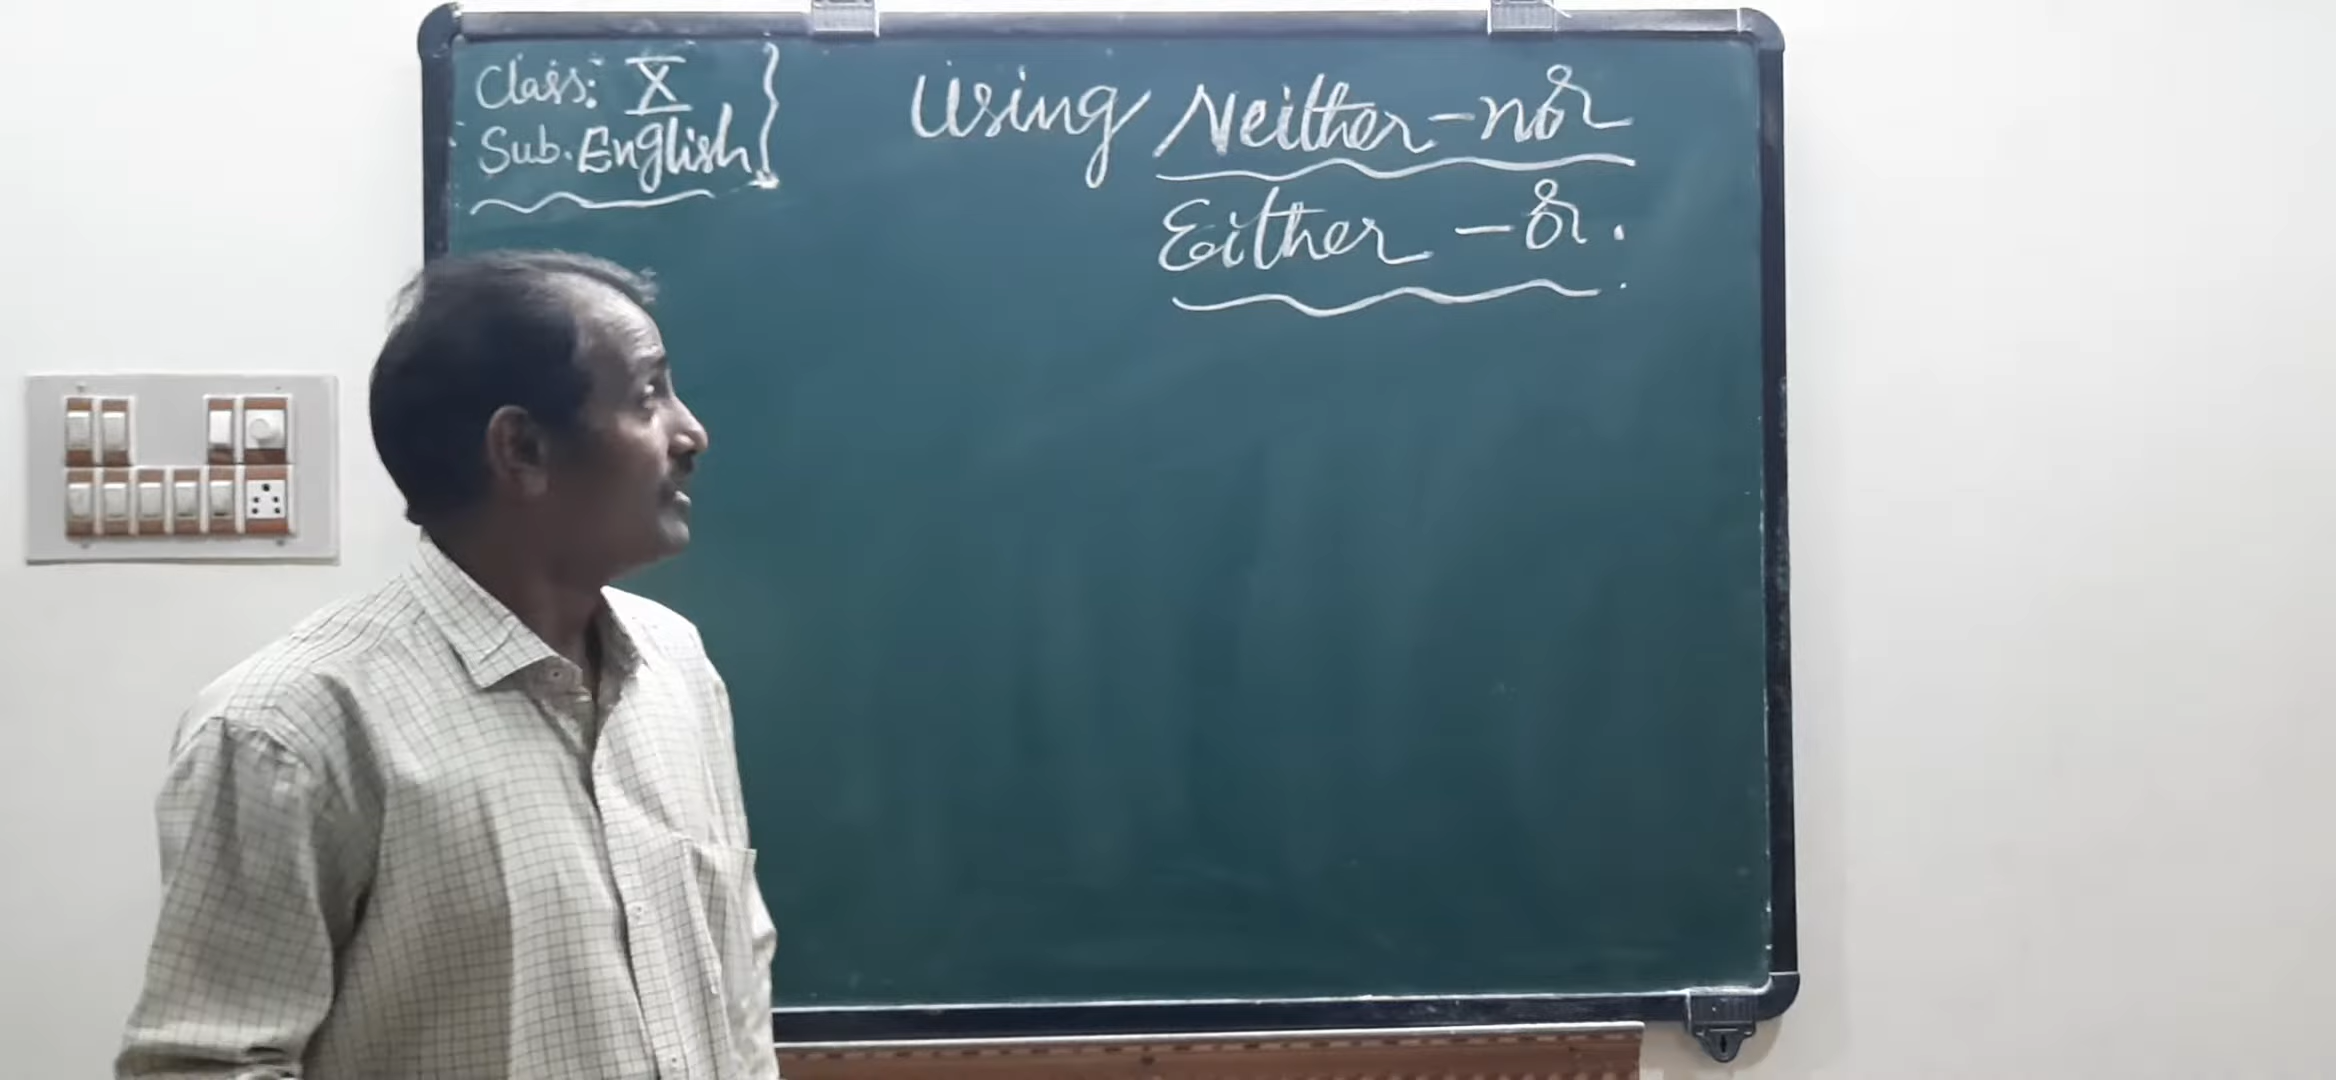 Class: X
Sub. English
Using Neither - nor
Either - or.